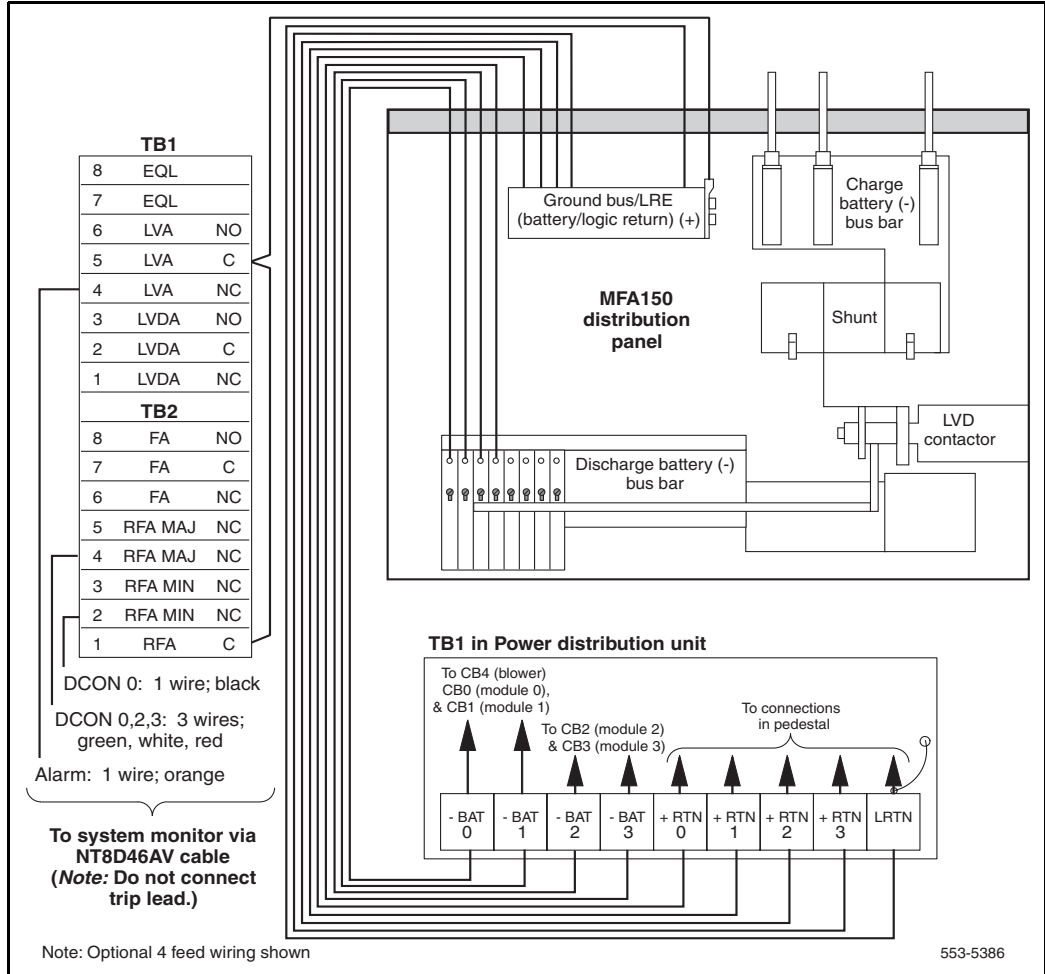 TB1
8 EQL
7 EQL
6 LVA NO
5 LVA C
4 LVA NC
3 LVDA NO
2 LVDA C
1 LVDA NC
TB2
8 FA NO
7 FA C
6 FA NC
5 RFA MAJ NC
4 RFA MAJ NC
3 RFA MIN NC
2 RFA MIN NC
1 RFA C
DCON 0: 1 wire; black
DCON 0,2,3: 3 wires;
green, white, red
Alarm: 1 wire; orange
To system monitor via
NT8D46AV cable
(Note: Do not connect
trip lead.)
Ground bus/LRE
(battery/logic return) (+)
Charge
battery (-)
bus bar
MFA150
distribution
panel
Shunt
LVD
contactor
Discharge battery (-)
bus bar
TB1 in Power distribution unit
To CB4 (blower)
CB0 (module 0),
& CB1 (module 1)
To CB2 (module 2)
& CB3 (module 3)
To connections
in pedestal
- BAT
0
- BAT
1
- BAT
2
- BAT
3
+ RTN
0
+ RTN
1
+ RTN
2
+ RTN
3
LRTN
Note: Optional 4 feed wiring shown
553-5386